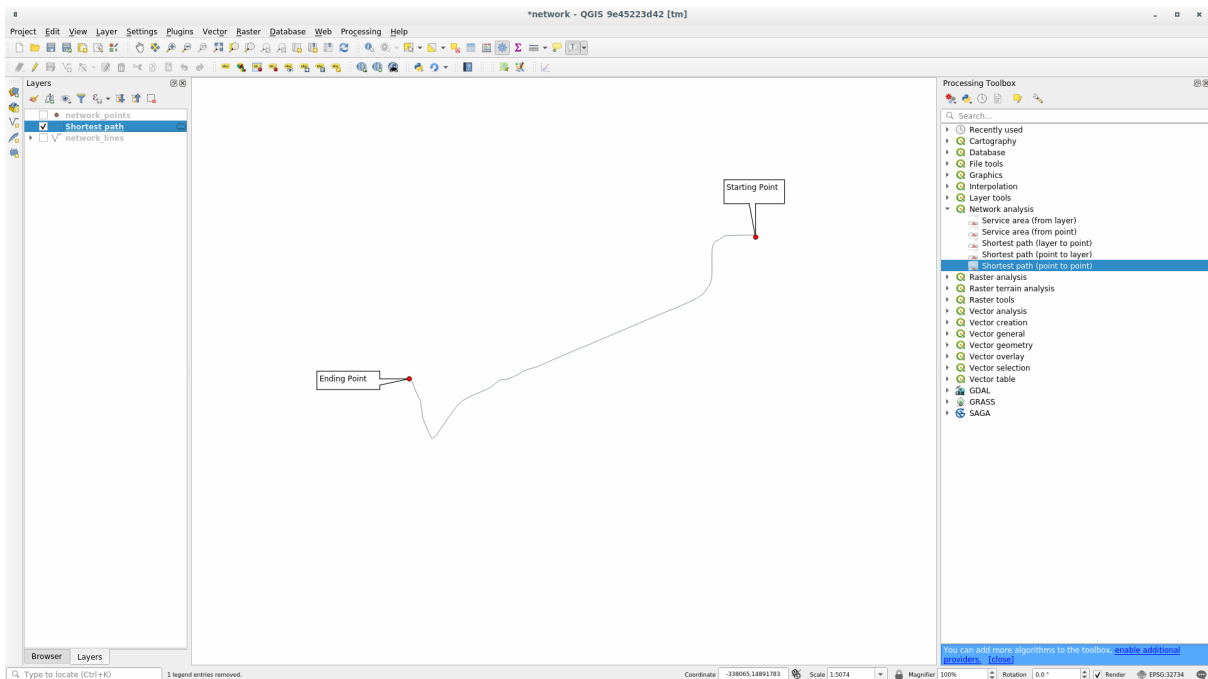 *network - QGIS 9e45223d42 [tm]
Project Edit View Layer Settings Plugins Vector Raster Database Web Processing Help
Layers
network_points
Shortest path
network_lines
Starting Point
Ending Point
Processing Toolbox
Search...
Recently used
Cartography
Database
File tools
Graphics
Interpolation
Layer tools
Network analysis
Service area (from layer)
Service area (from point)
Shortest path (layer to point)
Shortest path (point to layer)
Shortest path (point to point)
Raster analysis
Raster terrain analysis
Raster tools
Vector analysis
Vector creation
Vector general
Vector geometry
Vector overlay
Vector selection
Vector table
GDAL
GRASS
SAGA
You can add more algorithms to the toolbox, enable additional
providers. [close]
Browser Layers
Type to locate (Ctrl+K) 1 legend entries removed. Coordinate -338065,14891783 Scale 1:5074 Magnifier 100% Rotation 0.0 ° Render EPSG:32734